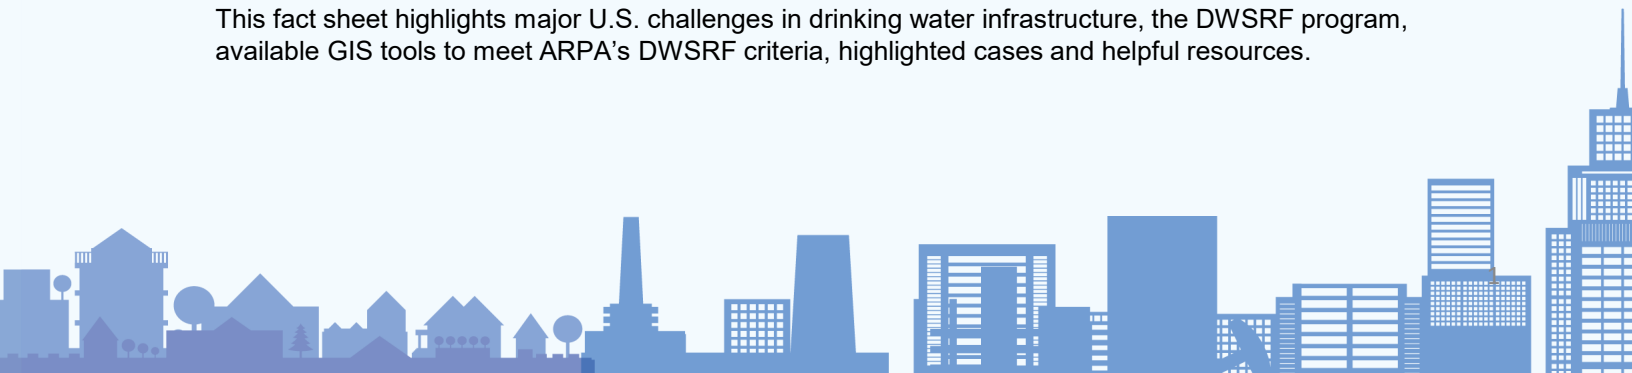 This fact sheet highlights major U.S. challenges in drinking water infrastructure, the DWSRF program,
available GIS tools to meet ARPA’s DWSRF criteria, highlighted cases and helpful resources.